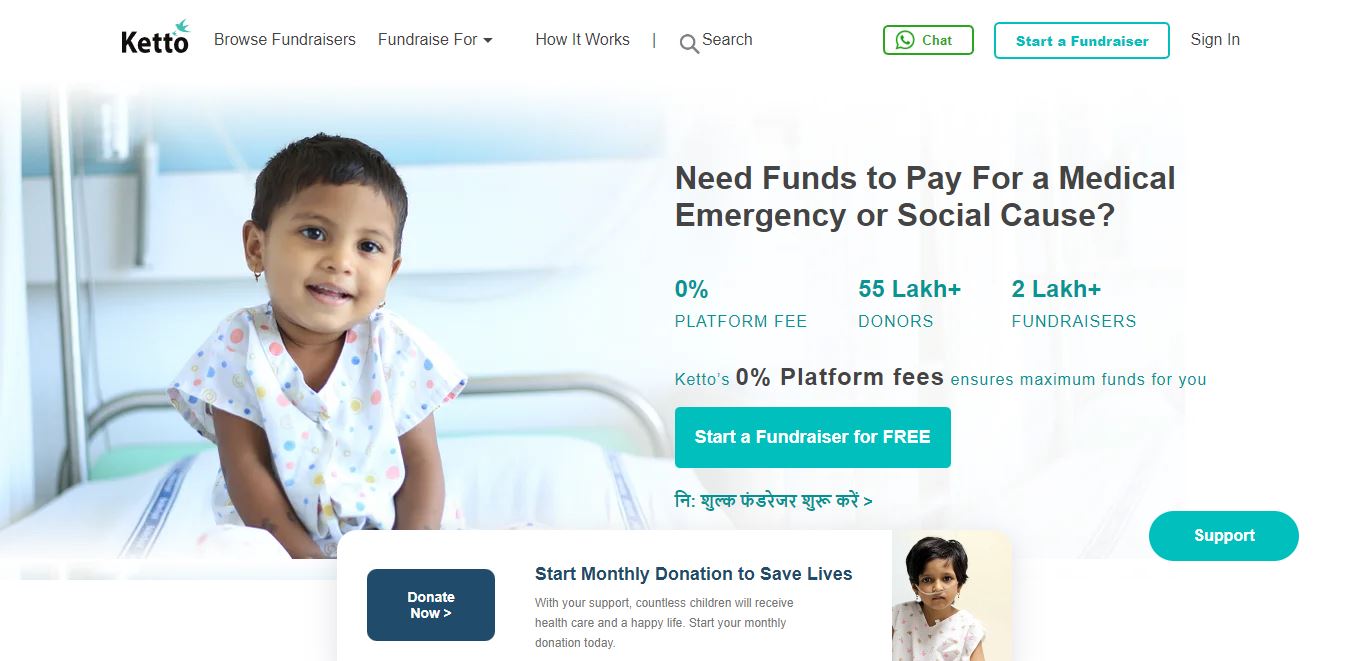 Ketto
Browse Fundraisers
Fundraise For
How It Works
|
Search
Chat
Start a Fundraiser
Sign In
Need Funds to Pay For a Medical
Emergency or Social Cause?
0%
55 Lakh+
2 Lakh+
PLATFORM FEE
DONORS
FUNDRAISERS
Ketto's 0% Platform fees ensures maximum funds for you
Start a Fundraiser for FREE
नि: शुल्क फंडरेजर शुरू करें >
Support
Donate
Now >
Start Monthly Donation to Save Lives
With your support, countless children will receive
health care and a happy life. Start your monthly
donation today.